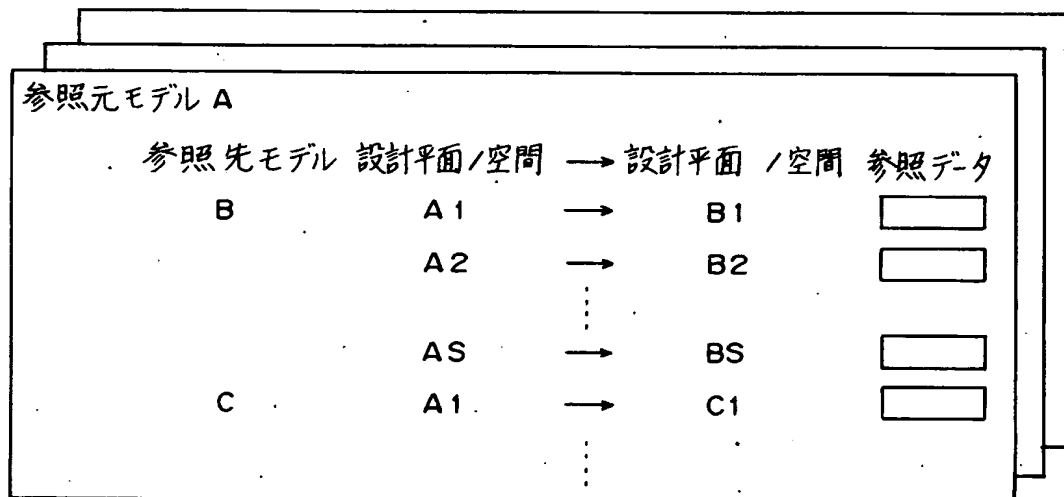 参照元モデル A
参照先モデル 設計平面/空間 → 設計平面 /空間 参照データ
B A1 → B1
A2 → B2
AS → BS
C A1 → C1